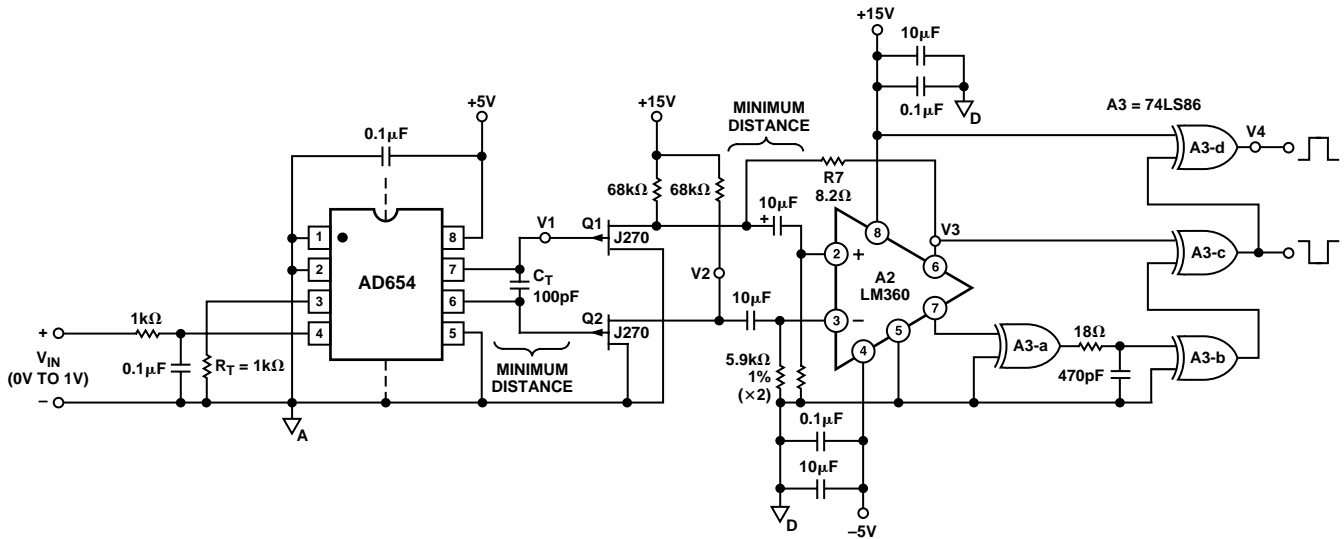 +15V
10μF
0.1μF
D
A3 = 74LS86
A3-d
V4
+5V
0.1μF
+15V
MINIMUM
DISTANCE
68kΩ
68kΩ
R7
8.2Ω
10μF
+
8
V3
A3-c
1
2
3
4
8
7
6
5
AD654
V1
Q1
J270
CT
100pF
V2
2
+
A2
LM360
6
7
10μF
3
–
5
4
Q2
J270
MINIMUM
DISTANCE
1kΩ
+
VIN
(0V TO 1V)
–
0.1μF
RT = 1kΩ
A
5.9kΩ
1%
(×2)
A3-a
18Ω
470pF
A3-b
0.1μF
10μF
D
–5V